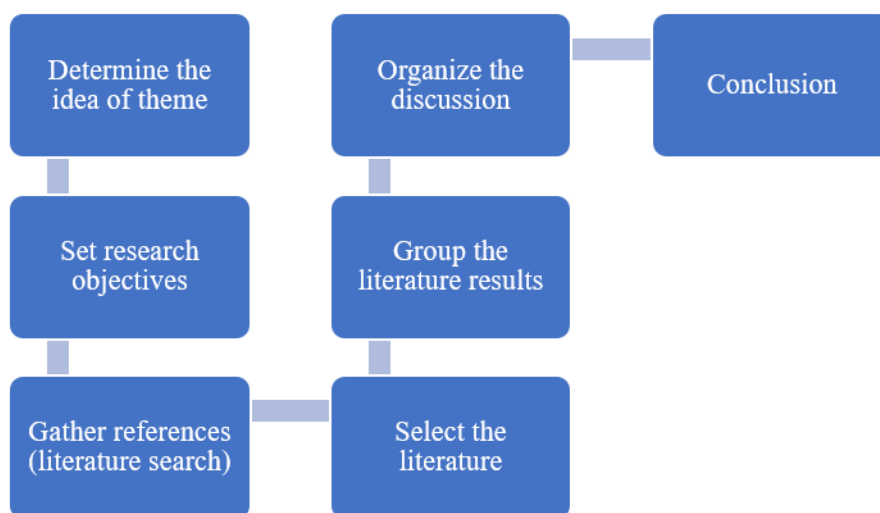 Determine the
idea of theme
Set research
objectives
Gather references
(literature search)
Select the
literature
Group the
literature results
Organize the
discussion
Conclusion